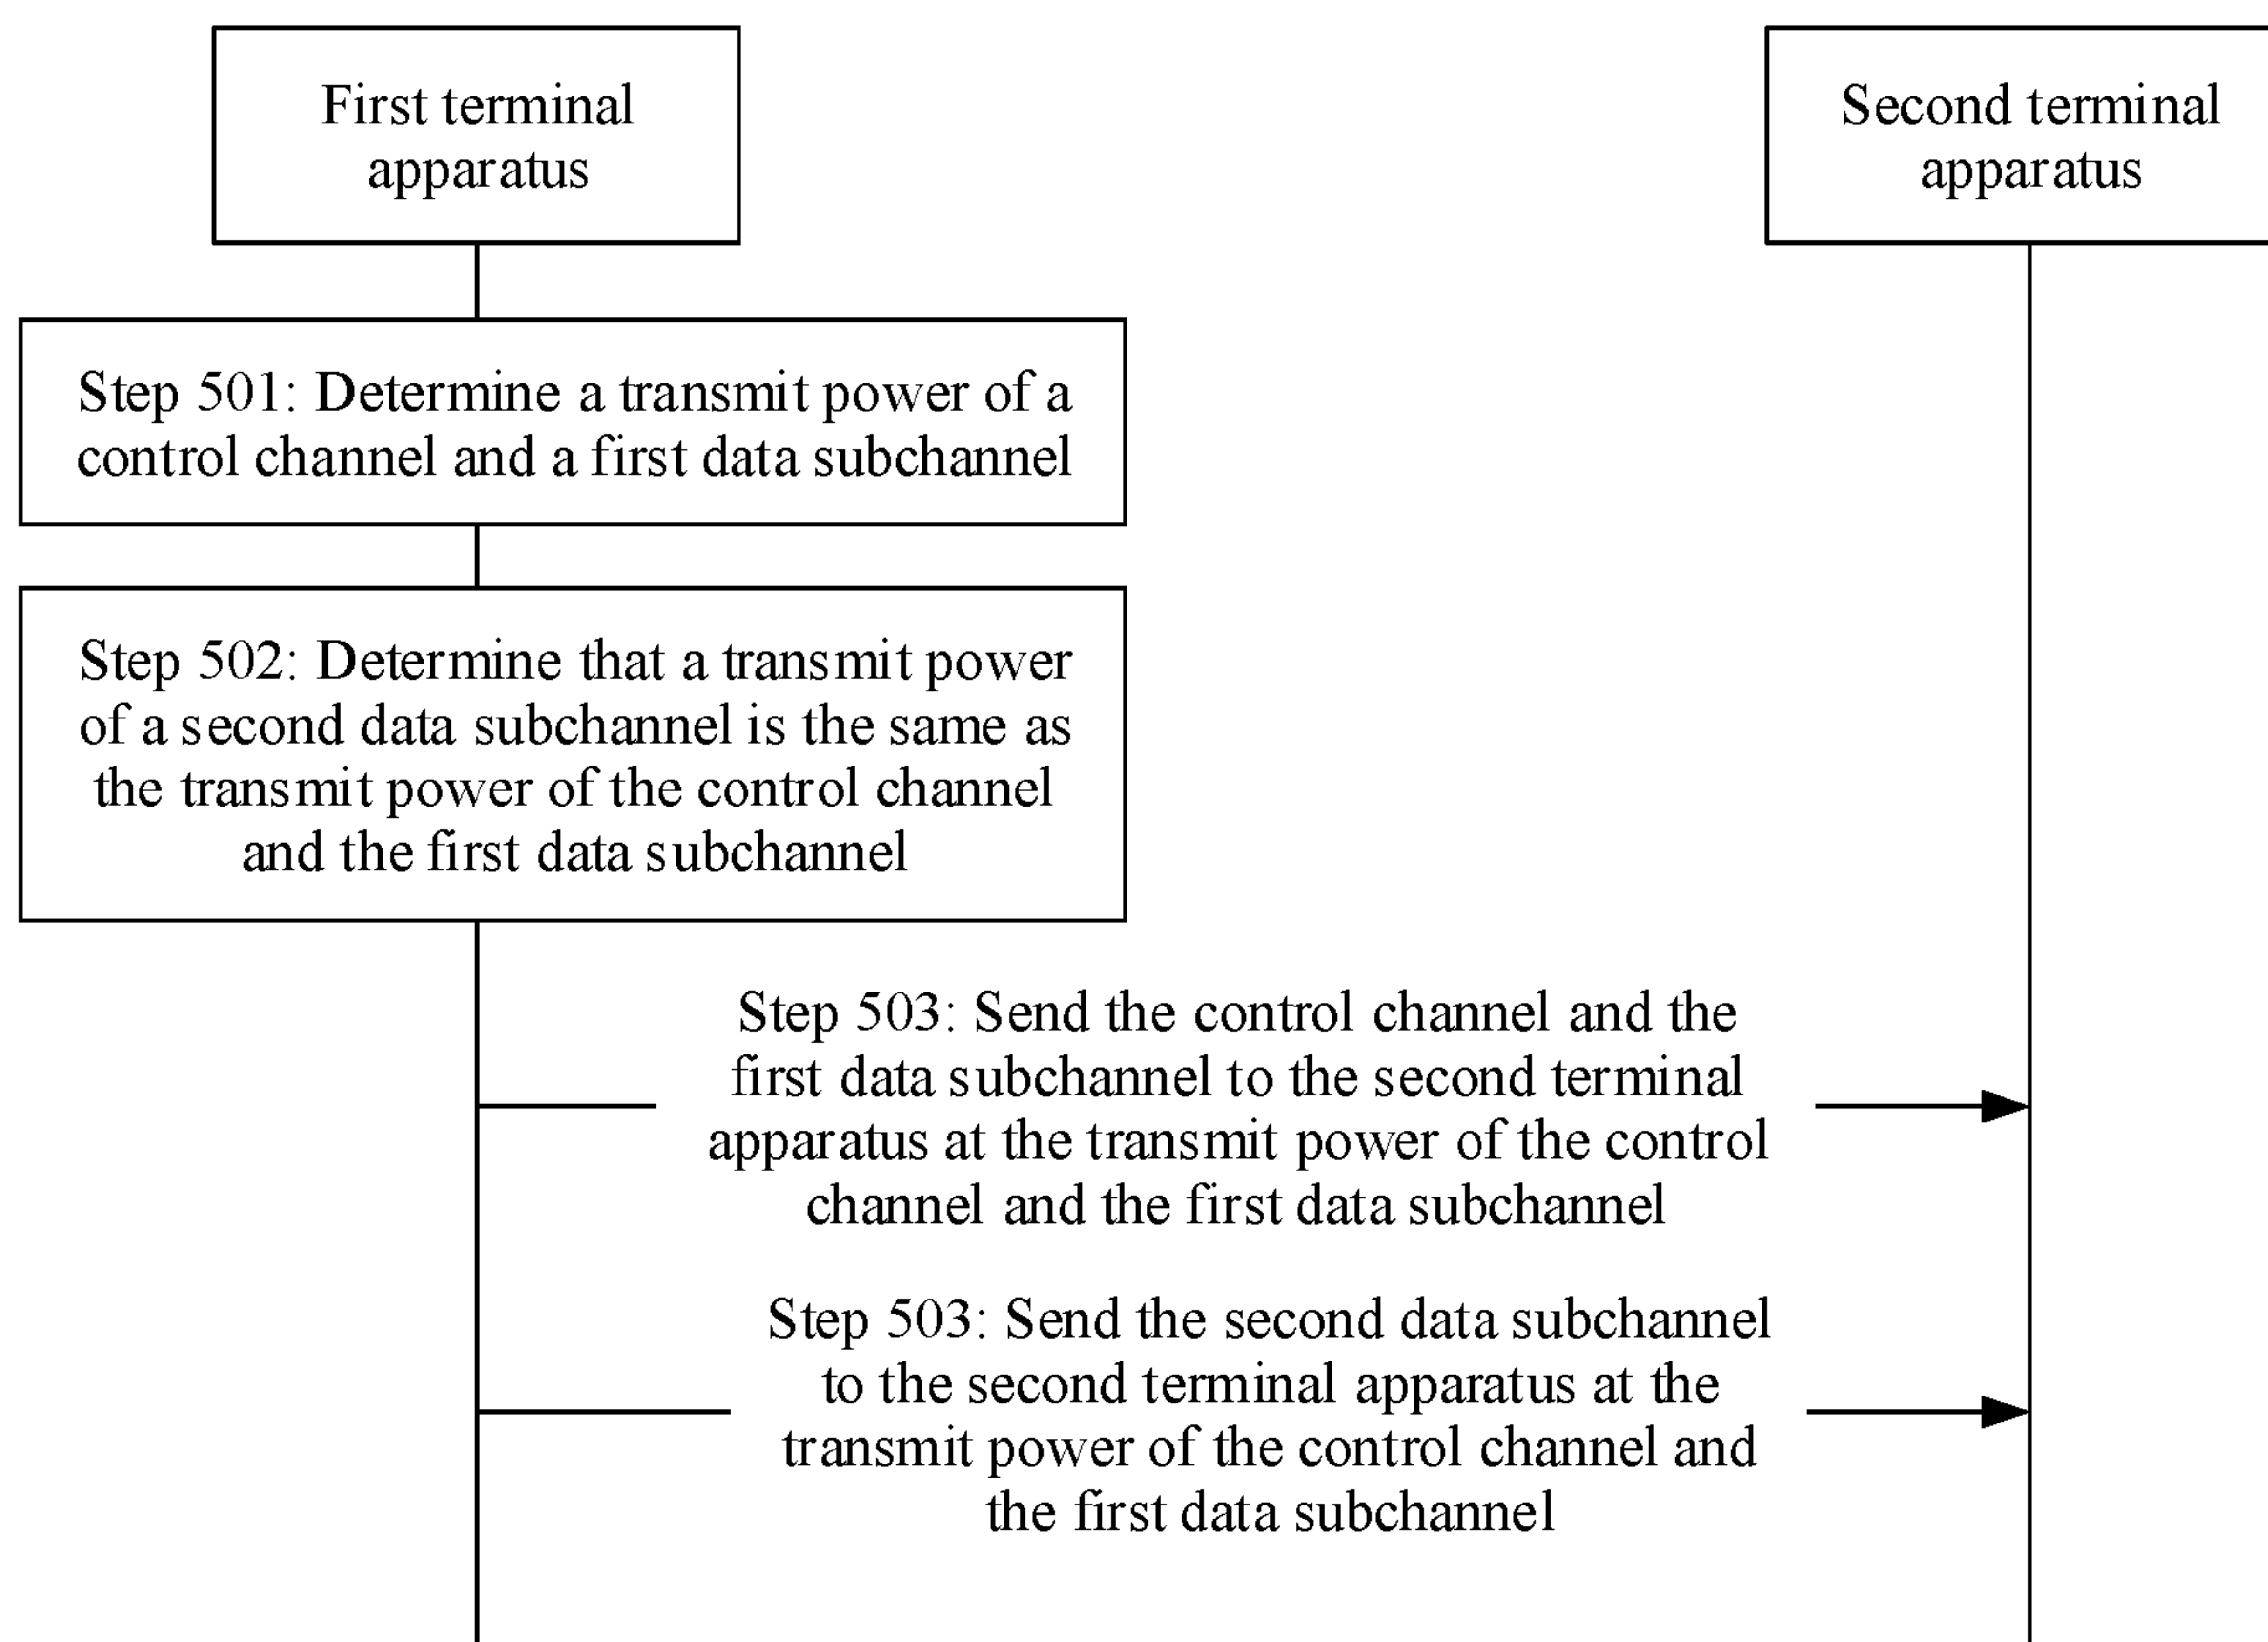 First terminal
apparatus
Second terminal
apparatus
Step 501: Determine a transmit power of a
control channel and a first data subchannel
Step 502: Determine that a transmit power
of a second data subchannel is the same as
the transmit power of the control channel
and the first data subchannel
Step 503: Send the control channel and the
first data subchannel to the second terminal
apparatus at the transmit power of the control
channel and the first data subchannel
Step 503: Send the second data subchannel
to the second terminal apparatus at the
transmit power of the control channel and
the first data subchannel